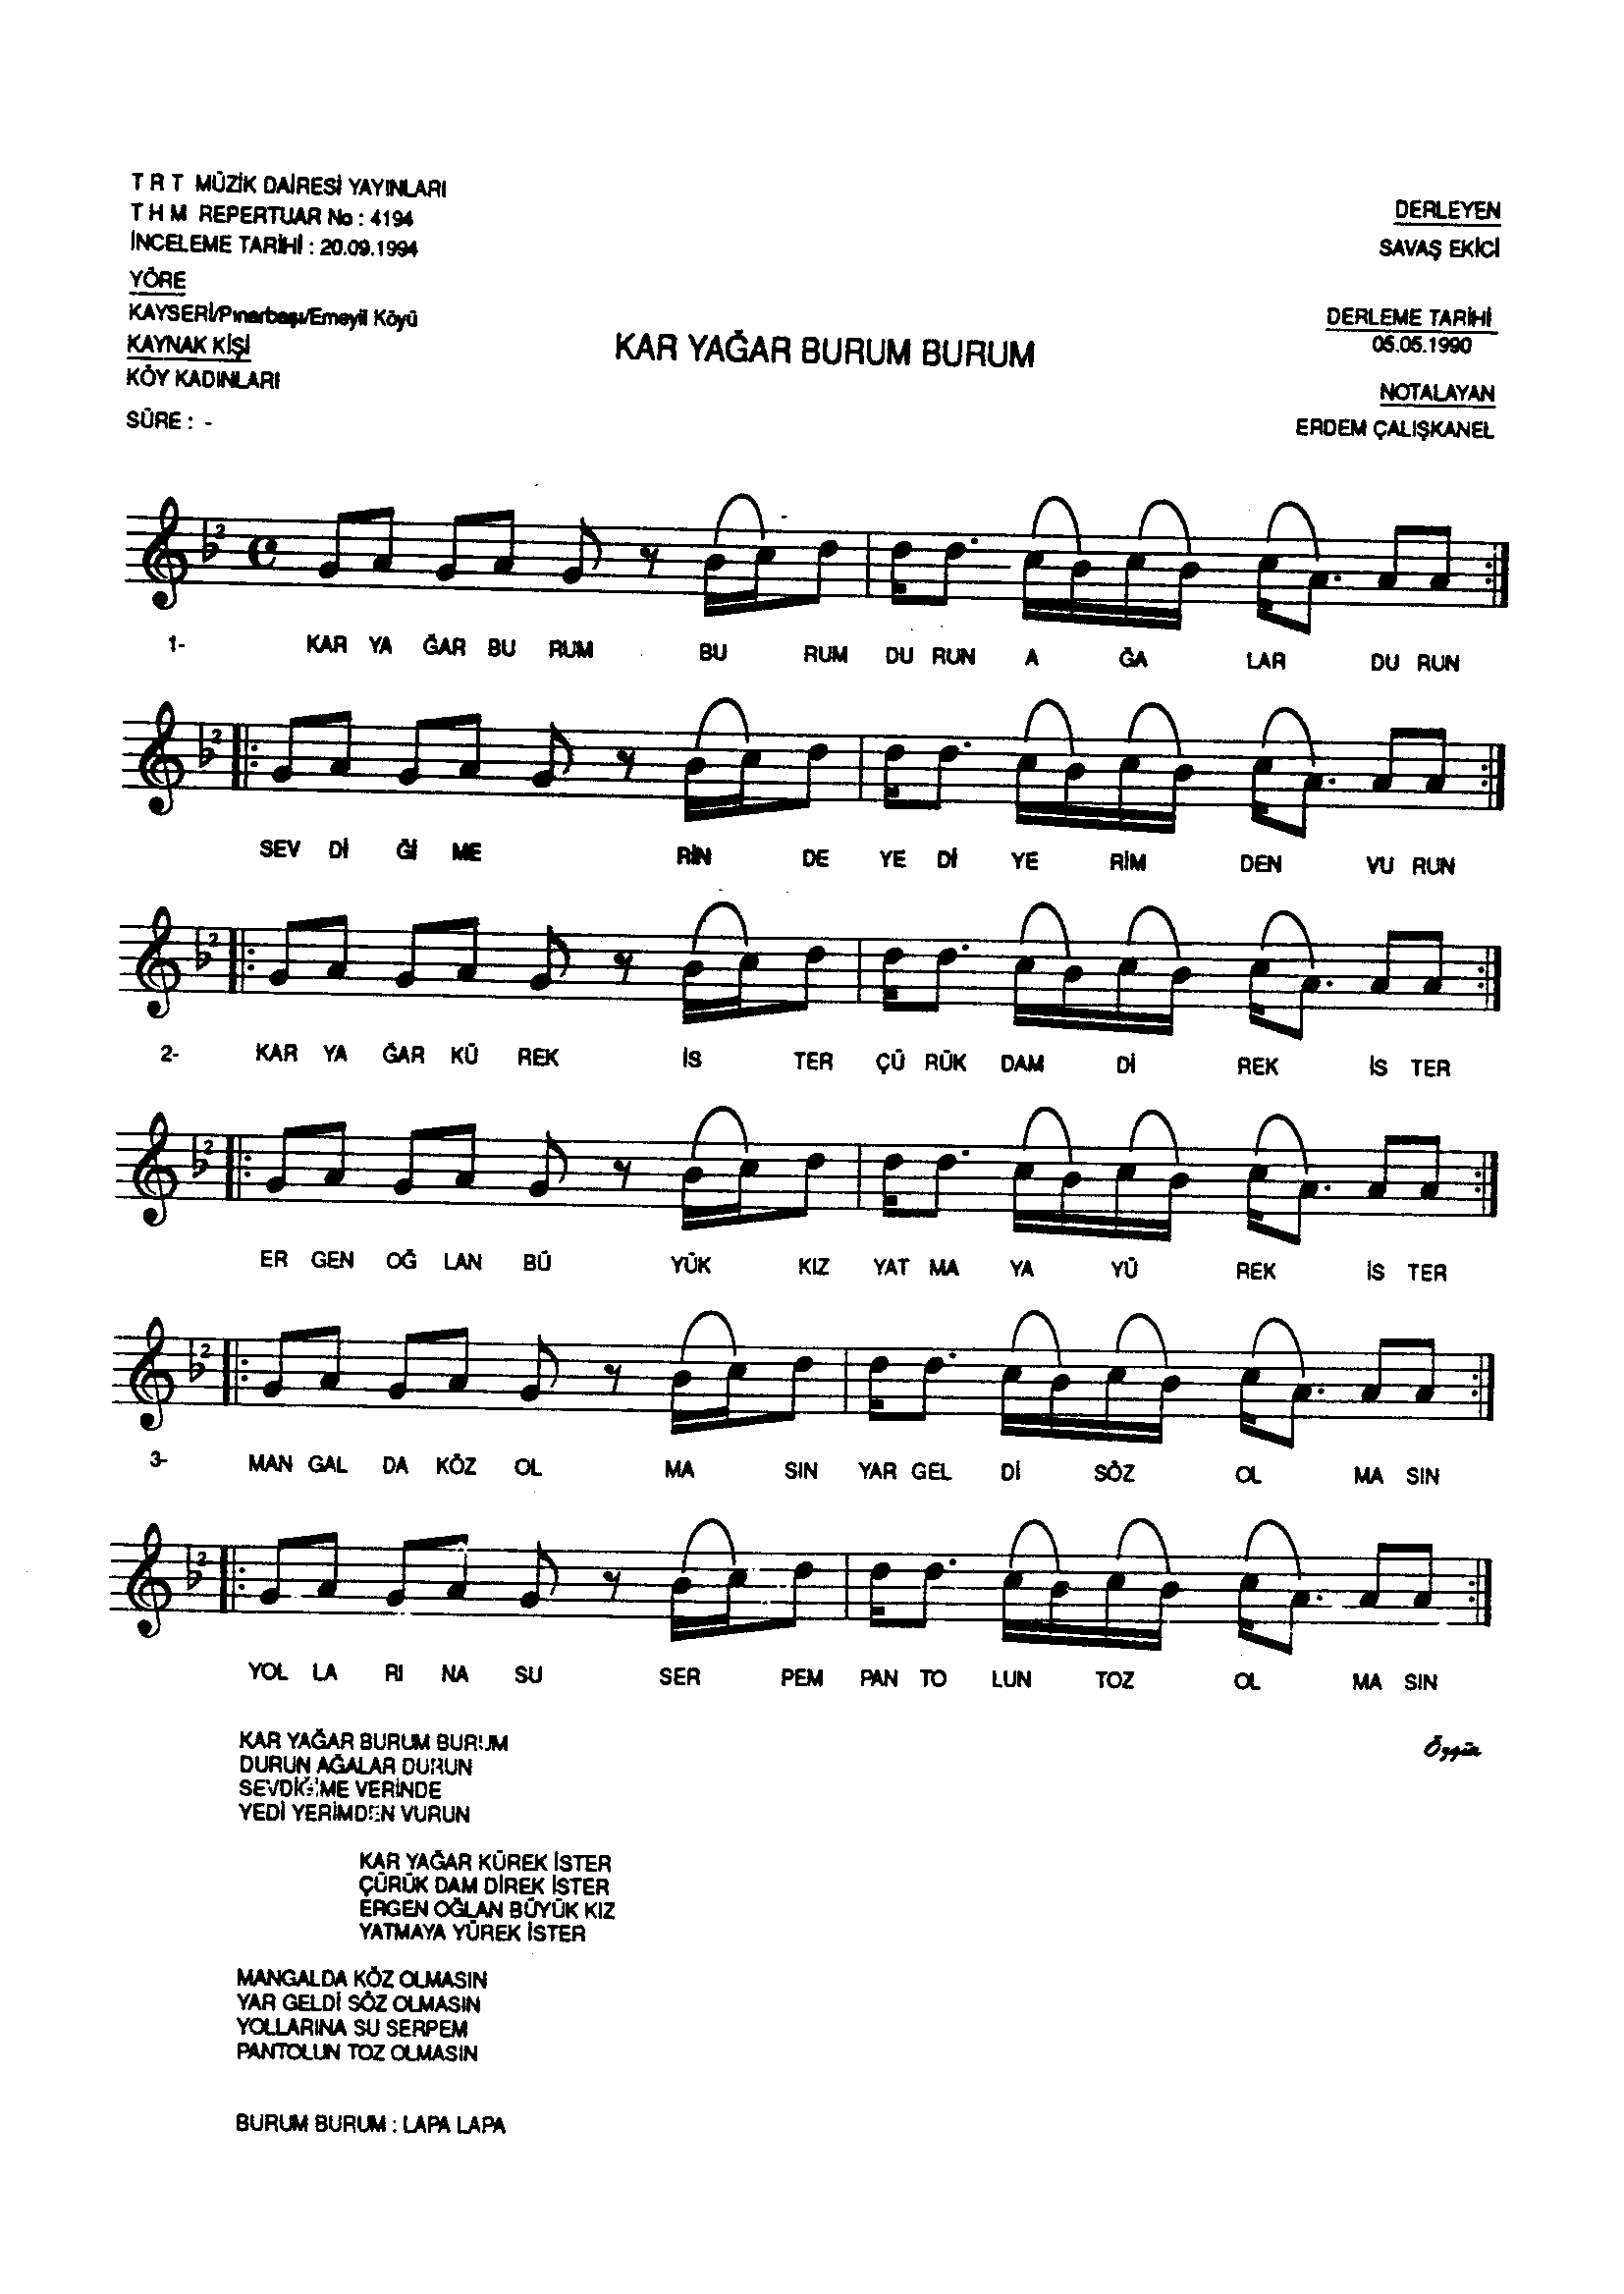 T R T MÜZİK DAİRESİ YAYINLARI
T H M REPERTUAR No : 4194
İNCELEME TARİHİ : 20.09.1994
YÖRE
KAYSERİ/Pınarbaşı/Emeyil Köyü
KAYNAK KİŞİ
KÖY KADINLARI
SÜRE : -
DERLEYEN
SAVAŞ EKİCİ
DERLEME TARİHİ
05.05.1990
NOTALAYAN
ERDEM ÇALIŞKANEL
KAR YAĞAR BURUM BURUM
1- KAR YA ĞAR BU RUM BU RUM DU RUN A ĞA LAR DU RUN
SEV Dİ Ğİ ME RİN DE YE Dİ YE RİM DEN VU RUN
2- KAR YA ĞAR KÜ REK İS TER ÇÜ RÜK DAM Dİ REK İS TER
ER GEN OĞ LAN BÜ YÜK KIZ YAT MA YA YÜ REK İS TER
3- MAN GAL DA KÖZ OL MA SIN YAR GEL Dİ SÖZ OL MA SIN
YOL LA RI NA SU SER PEM PAN TO LUN TOZ OL MA SIN
KAR YAĞAR BURUM BURUM
DURUN AĞALAR DURUN
SEVDİĞİME VERİNDE
YEDİ YERİMDEN VURUN
KAR YAĞAR KÜREK İSTER
ÇÜRÜK DAM DİREK İSTER
ERGEN OĞLAN BÜYÜK KIZ
YATMAYA YÜREK İSTER
MANGALDA KÖZ OLMASIN
YAR GELDİ SÖZ OLMASIN
YOLLARINA SU SERPEM
PANTOLUN TOZ OLMASIN
BURUM BURUM : LAPA LAPA